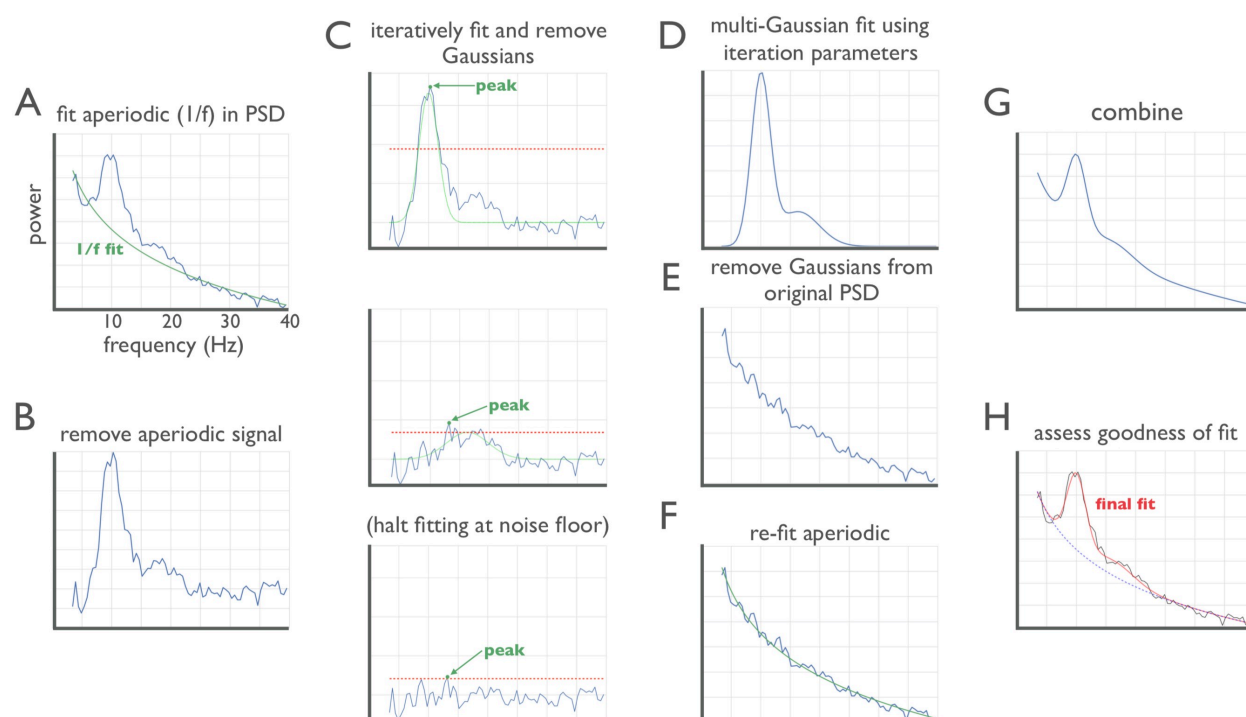 A
fit aperiodic (1/f) in PSD
power
1/f fit
10 20 30 40
frequency (Hz)
B
remove aperiodic signal
C
iteratively fit and remove
Gaussians
peak
peak
(halt fitting at noise floor)
peak
D
multi-Gaussian fit using
iteration parameters
E
remove Gaussians from
original PSD
F
re-fit aperiodic
G
combine
H
assess goodness of fit
final fit